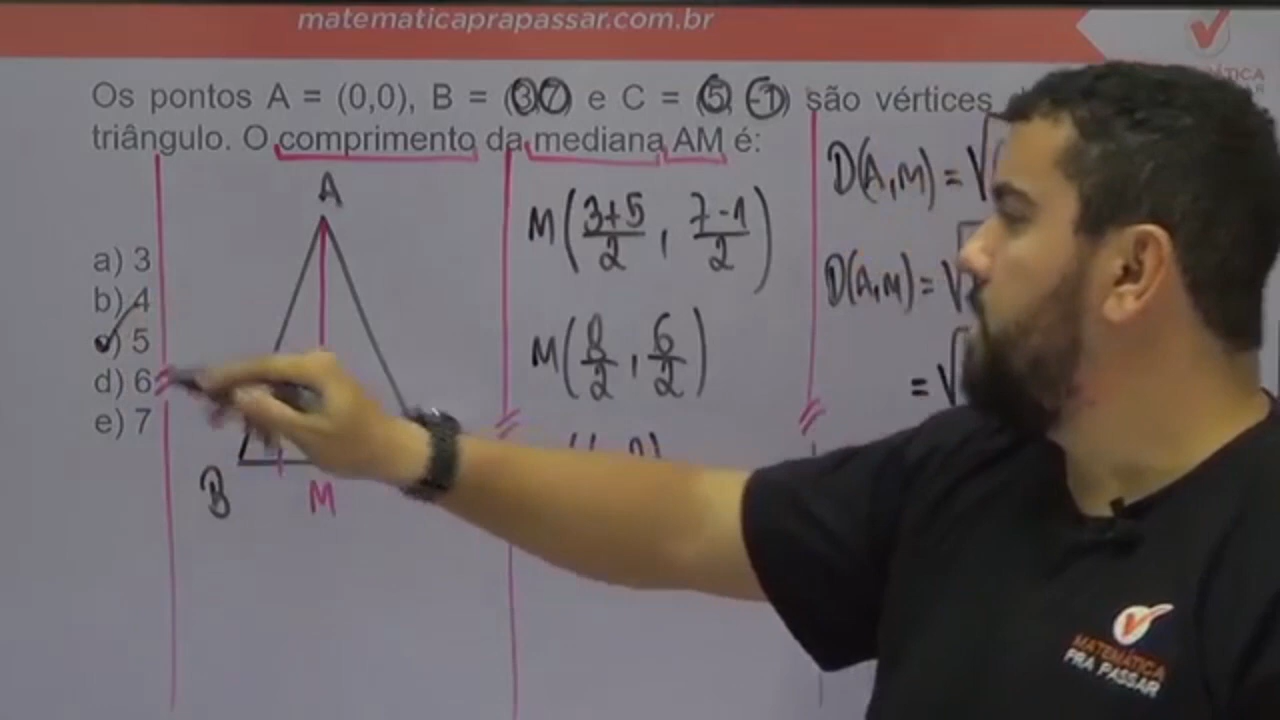 matematicaprapassar.com.br
Os pontos A = (0,0), B = (3,7) e C = (5, -1) são vértices
triângulo. O comprimento da mediana AM é:
a) 3
b) 4
c) 5
d) 6
e) 7
A
B
M
M(3+5/2, 7-1/2)
M(8/2, 6/2)
D(A,M) = √
D(A,M) = √
= √
MATEMÁTICA
PRA PASSAR